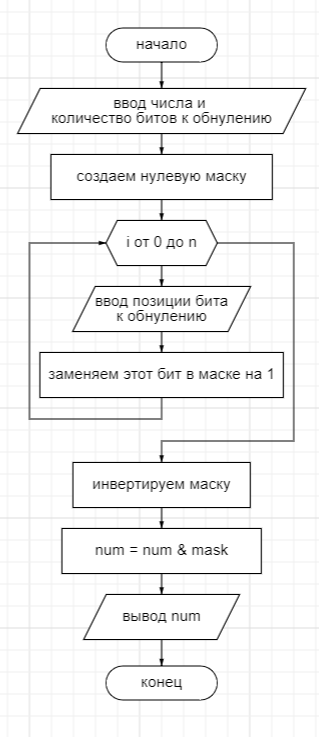 начало
ввод числа и
количество битов к обнулению
создаем нулевую маску
i от 0 до n
ввод позиции бита
к обнулению
заменяем этот бит в маске на 1
инвертируем маску
num = num & mask
вывод num
конец